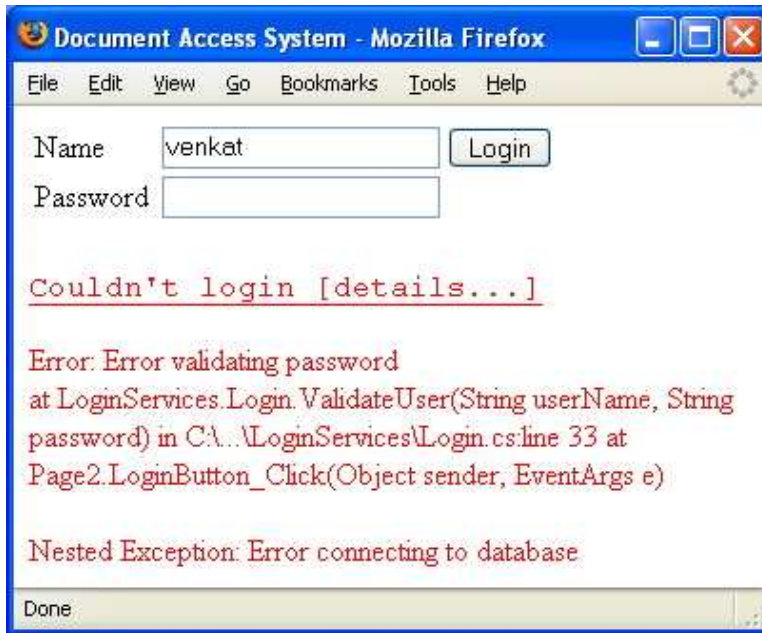 Document Access System - Mozilla Firefox
File Edit View Go Bookmarks Tools Help
Name venkat Login
Password
Couldn't login [details...]
Error: Error validating password
at LoginServices.Login.ValidateUser(String userName, String
password) in C:\...\LoginServices\Login.cs:line 33 at
Page2.LoginButton_Click(Object sender, EventArgs e)
Nested Exception: Error connecting to database
Done